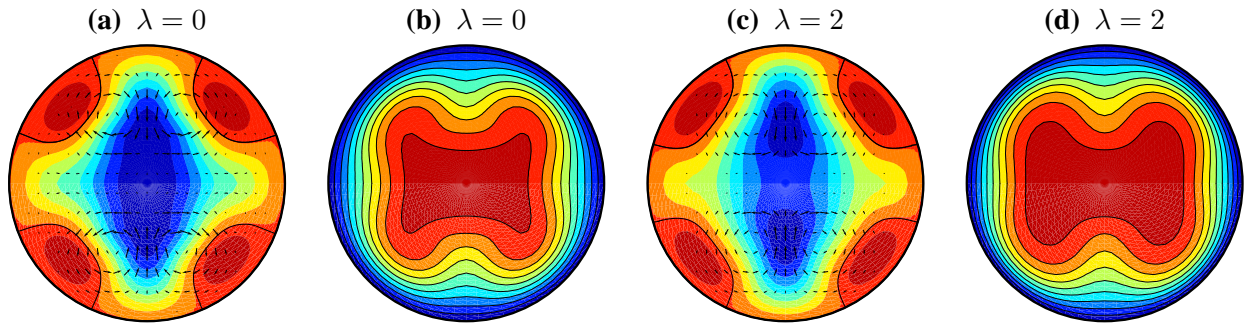 (a) λ = 0 (b) λ = 0 (c) λ = 2 (d) λ = 2